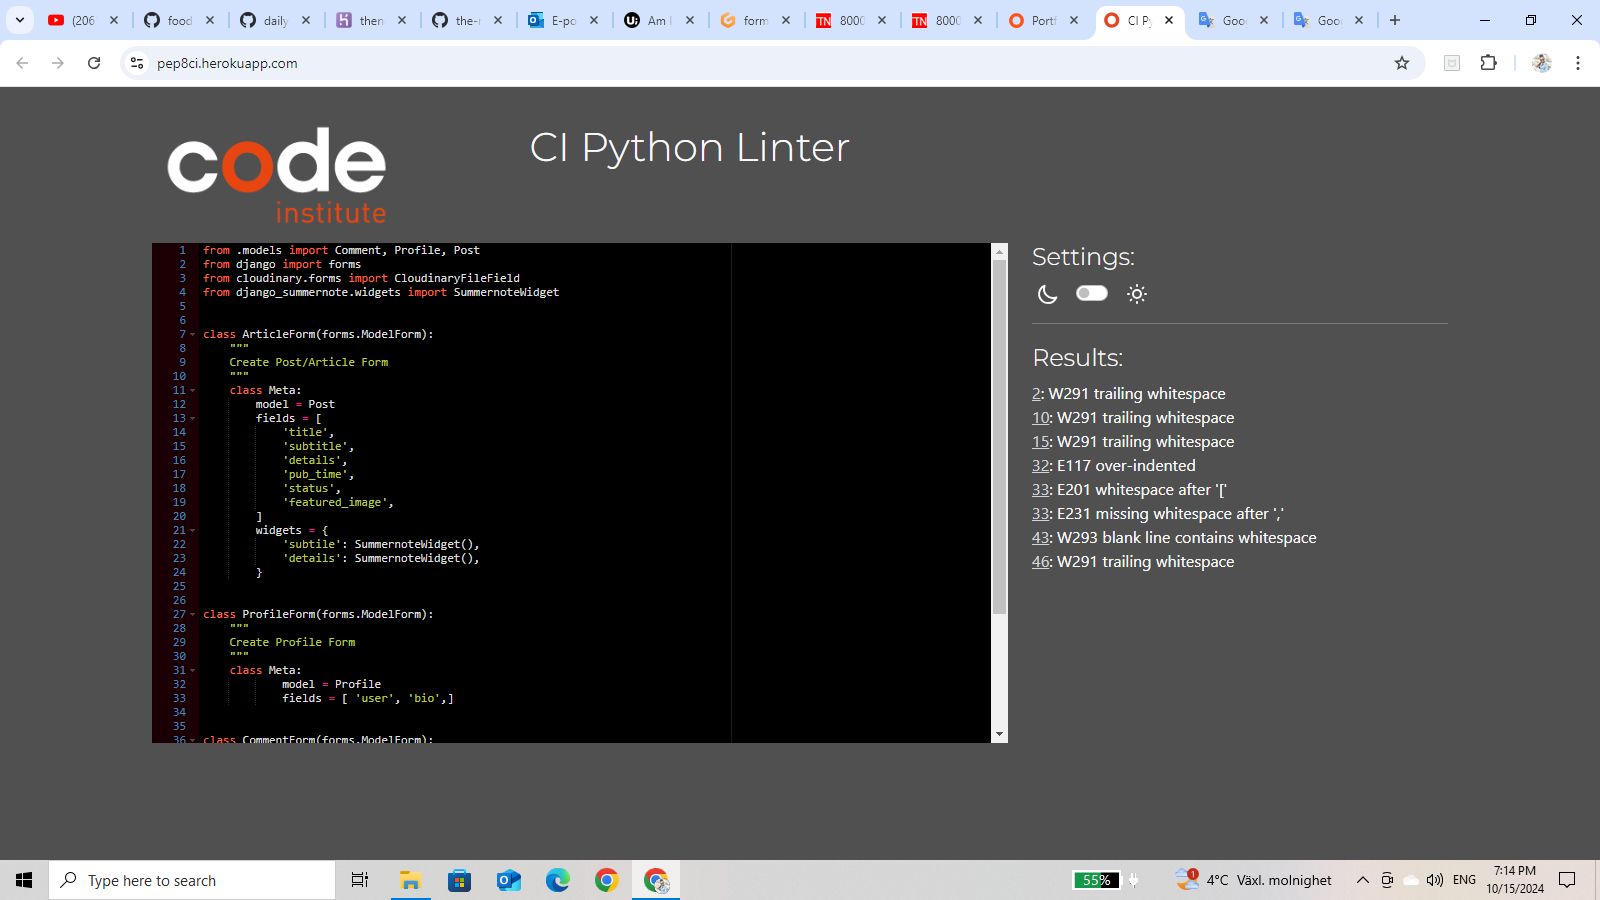 (206
food
daily
then
the-r
E-po
Am I
form
8000
8000
Portf
CI Py
Goo
Goo
pep8ci.herokuapp.com
code
institute
CI Python Linter
1 from .models import Comment, Profile, Post
2 from django import forms
3 from cloudinary.forms import CloudinaryFileField
4 from django_summernote.widgets import SummernoteWidget
5
6
7 class ArticleForm(forms.ModelForm):
8 """
9 Create Post/Article Form
10 """
11 class Meta:
12 model = Post
13 fields = [
14 'title',
15 'subtitle',
16 'details',
17 'pub_time',
18 'status',
19 'featured_image',
20 ]
21 widgets = {
22 'subtile': SummernoteWidget(),
23 'details': SummernoteWidget(),
24 }
25
26
27 class ProfileForm(forms.ModelForm):
28 """
29 Create Profile Form
30 """
31 class Meta:
32 model = Profile
33 fields = [ 'user', 'bio',]
34
35
36 class CommentForm(forms.ModelForm):
Settings:
Results:
2: W291 trailing whitespace
10: W291 trailing whitespace
15: W291 trailing whitespace
32: E117 over-indented
33: E201 whitespace after '['
33: E231 missing whitespace after ','
43: W293 blank line contains whitespace
46: W291 trailing whitespace
Type here to search
55%
1
4°C Växl. molnighet
ENG
7:14 PM
10/15/2024